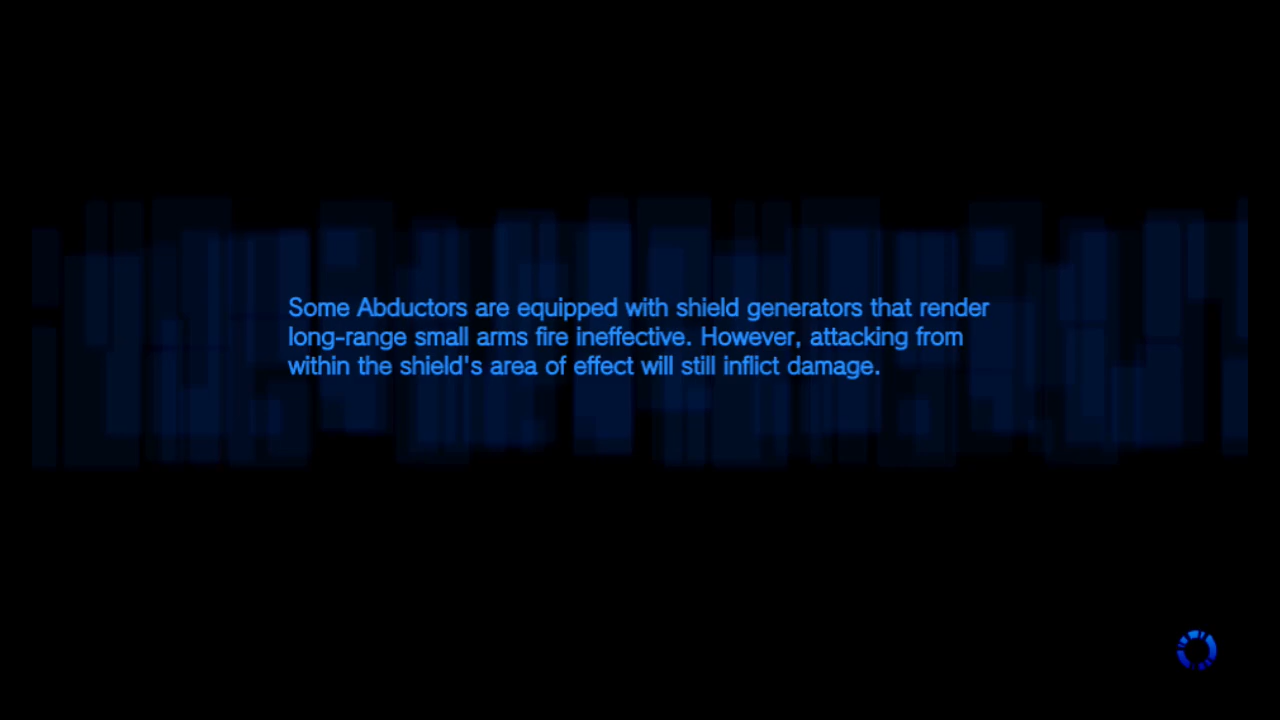 Some Abductors are equipped with shield generators that render
long-range small arms fire ineffective. However, attacking from
within the shield's area of effect will still inflict damage.